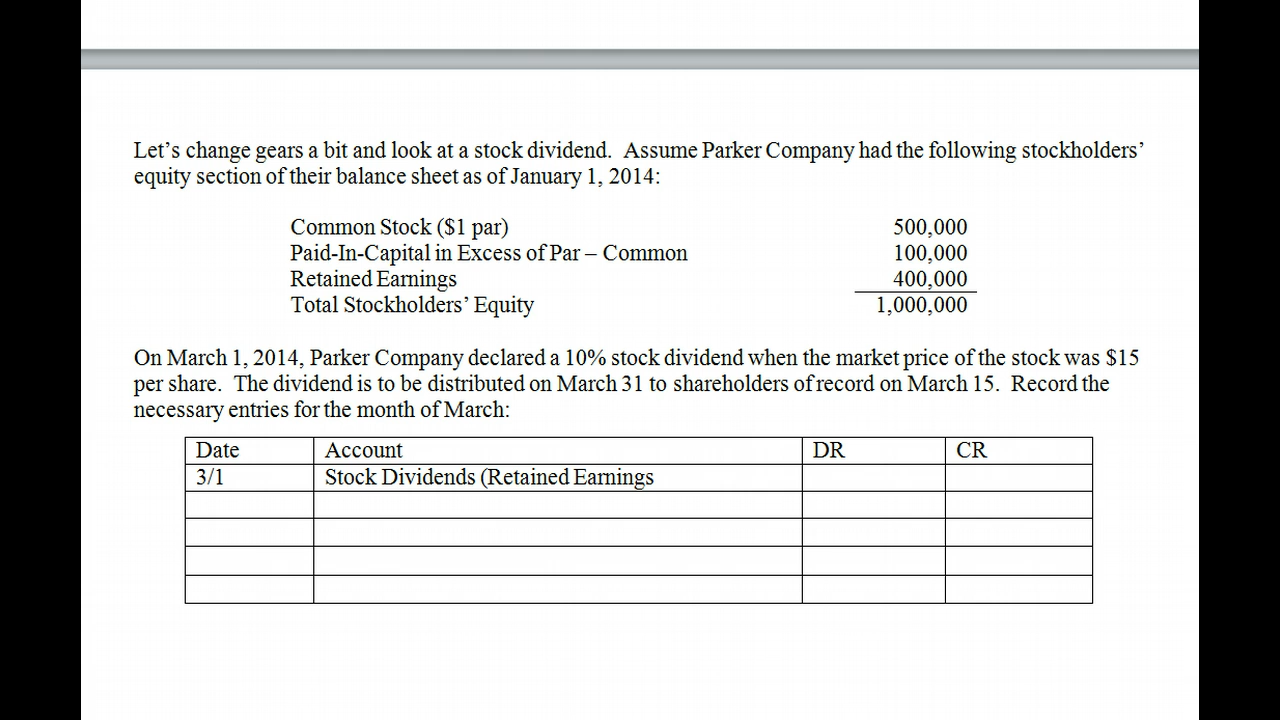 Let’s change gears a bit and look at a stock dividend.  Assume Parker Company had the following stockholders’
equity section of their balance sheet as of January 1, 2014:
Common Stock ($1 par) 500,000
Paid-In-Capital in Excess of Par – Common 100,000
Retained Earnings 400,000
Total Stockholders’ Equity 1,000,000
On March 1, 2014, Parker Company declared a 10% stock dividend when the market price of the stock was $15
per share.  The dividend is to be distributed on March 31 to shareholders of record on March 15.  Record the
necessary entries for the month of March:
Date Account DR CR
3/1 Stock Dividends (Retained Earnings